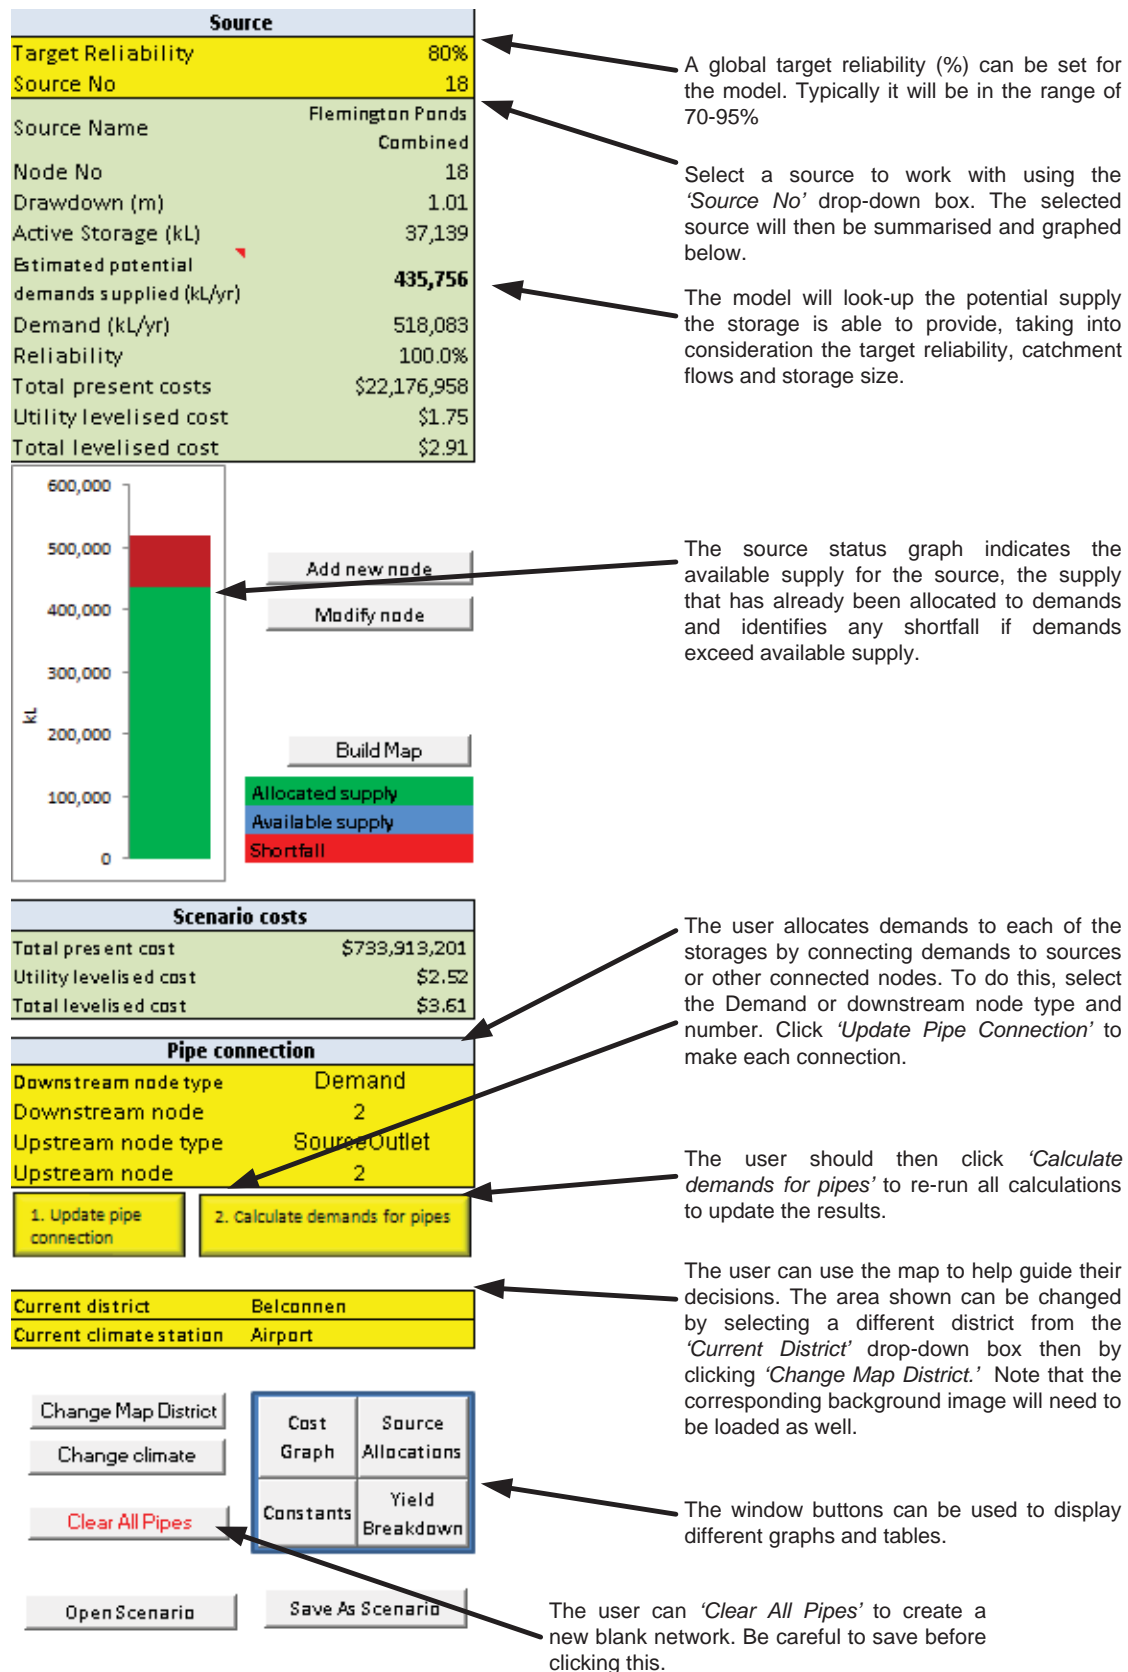 Source
Target Reliability 80%
Source No 18
Source Name Flemington Ponds Combined
Node No 18
Drawdown (m) 1.01
Active Storage (kL) 37,139
Estimated potential
demands supplied (kL/yr) 435,756
Demand (kL/yr) 518,083
Reliability 100.0%
Total present costs $22,176,958
Utility levelised cost $1.75
Total levelised cost $2.91
A global target reliability (%) can be set for
the model. Typically it will be in the range of
70-95%
Select a source to work with using the
‘Source No’ drop-down box. The selected
source will then be summarised and graphed
below.
The model will look-up the potential supply
the storage is able to provide, taking into
consideration the target reliability, catchment
flows and storage size.
600,000
500,000
400,000
300,000
200,000
100,000
0
kL
Add new node
Modify node
Build Map
Allocated supply
Available supply
Shortfall
The source status graph indicates the
available supply for the source, the supply
that has already been allocated to demands
and identifies any shortfall if demands
exceed available supply.
Scenario costs
Total present cost $733,913,201
Utility levelised cost $2.52
Total levelised cost $3.61
Pipe connection
Downstream node type Demand
Downstream node 2
Upstream node type SourceOutlet
Upstream node 2
1. Update pipe
connection
2. Calculate demands for pipes
The user allocates demands to each of the
storages by connecting demands to sources
or other connected nodes. To do this, select
the Demand or downstream node type and
number. Click ‘Update Pipe Connection’ to
make each connection.
The user should then click ‘Calculate
demands for pipes’ to re-run all calculations
to update the results.
Current district Belconnen
Current climate station Airport
The user can use the map to help guide their
decisions. The area shown can be changed
by selecting a different district from the
‘Current District’ drop-down box then by
clicking ‘Change Map District.’ Note that the
corresponding background image will need to
be loaded as well.
Change Map District
Change climate
Clear All Pipes
Cost
Graph
Source
Allocations
Constants
Yield
Breakdown
The window buttons can be used to display
different graphs and tables.
Open Scenario
Save As Scenario
The user can ‘Clear All Pipes’ to create a
new blank network. Be careful to save before
clicking this.